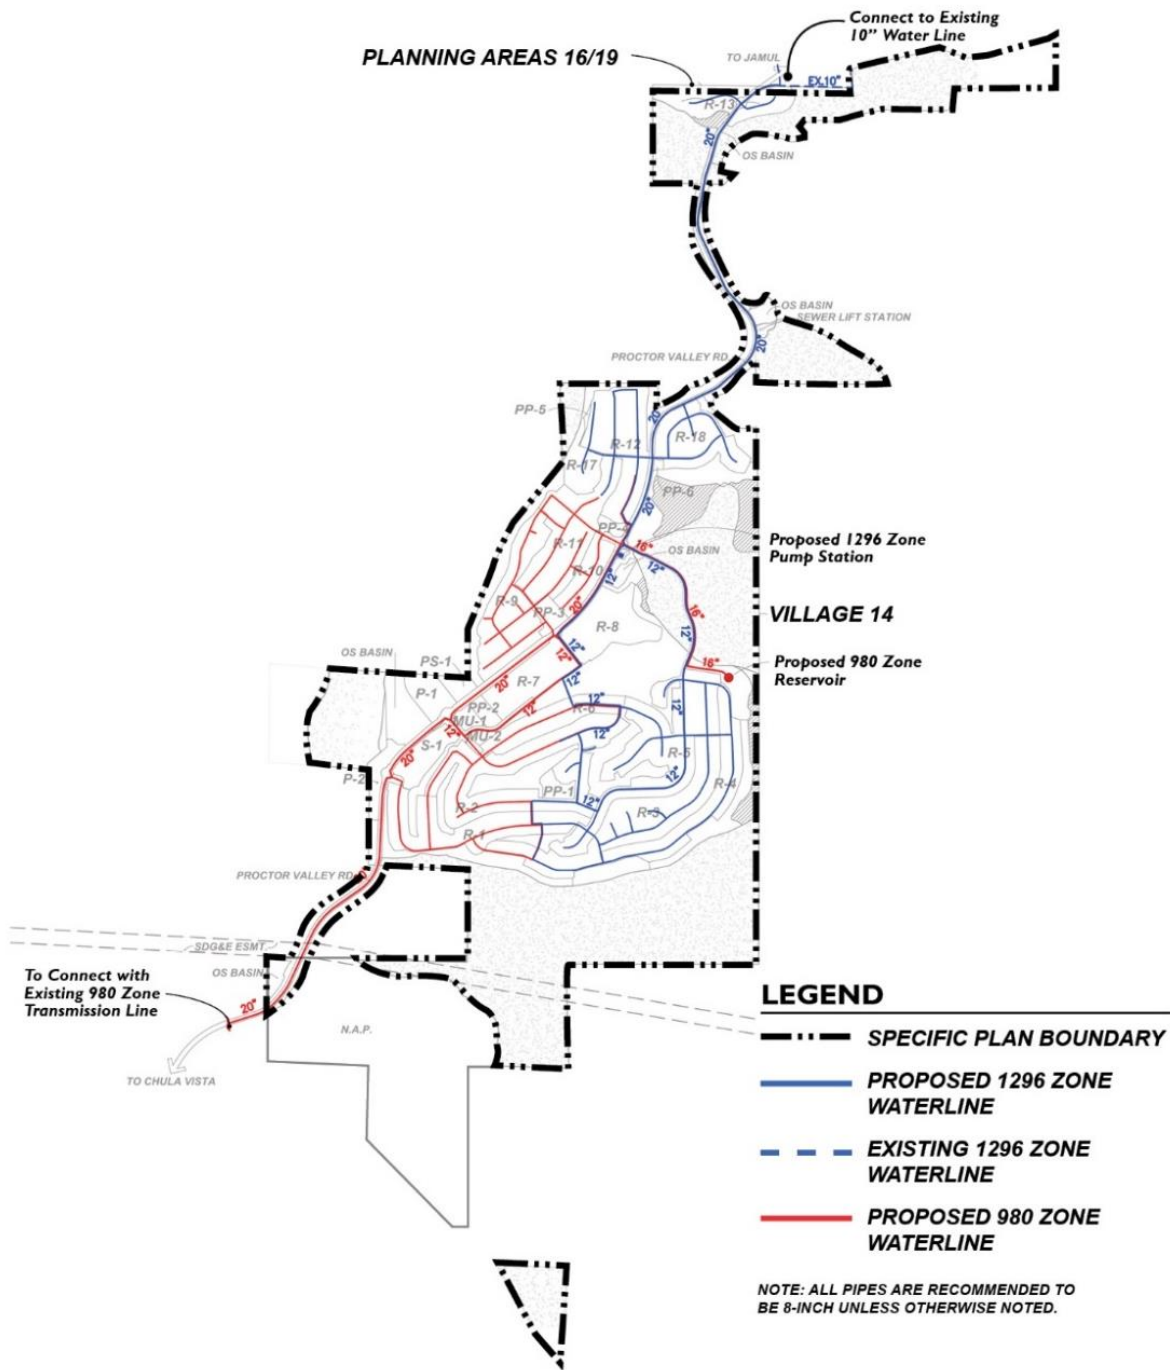 Connect to Existing
10" Water Line
PLANNING AREAS 16/19
TO JAMUL
EX.10"
R-13
20"
OS BASIN
OS BASIN
SEWER LIFT STATION
20"
PROCTOR VALLEY RD.
PP-5
20"
R-12
R-18
R-17
PP-6
20"
PP-4
R-11
16"
OS BASIN
Proposed 1296 Zone
Pump Station
12"
12"
R-10
R-9
20"
16"
PP-3
VILLAGE 14
R-8
12"
12"
12"
OS BASIN
PS-1
16"
Proposed 980 Zone
Reservoir
P-1
20"
R-7
12"
PP-2
12"
12"
R-6
12"
MU-1
12"
MU-2
12"
S-1
20"
R-5
P-2
12"
R-4
PP-1
12"
R-2
R-3
R-1
PROCTOR VALLEY RD.
SDG&E ESMT.
OS BASIN
To Connect with
Existing 980 Zone
Transmission Line
20"
N.A.P.
TO CHULA VISTA
LEGEND
SPECIFIC PLAN BOUNDARY
PROPOSED 1296 ZONE
WATERLINE
EXISTING 1296 ZONE
WATERLINE
PROPOSED 980 ZONE
WATERLINE
NOTE: ALL PIPES ARE RECOMMENDED TO
BE 8-INCH UNLESS OTHERWISE NOTED.